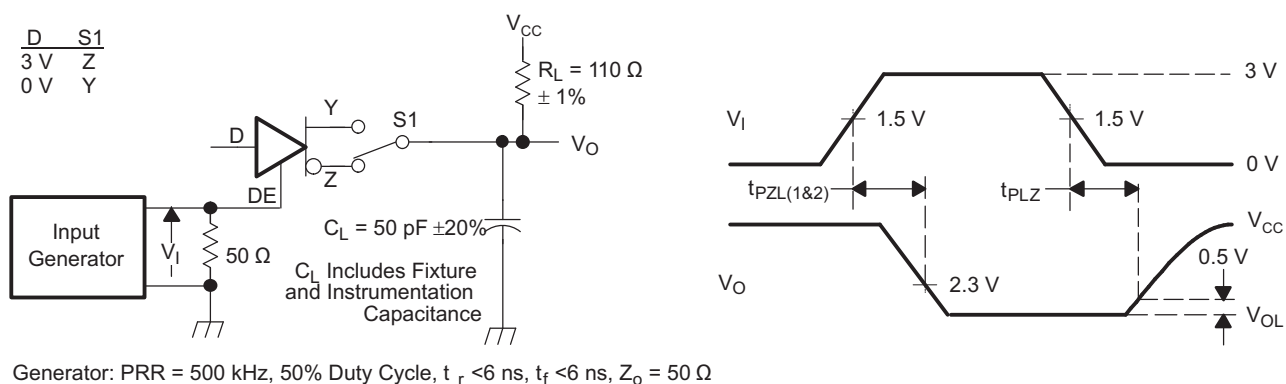 D S1
3 V Z
0 V Y
V_CC
R_L = 110 Ω
± 1%
Y
S1
D
Z
DE
V_O
Input
Generator
V_I
50 Ω
C_L = 50 pF ±20%
C_L Includes Fixture
and Instrumentation
Capacitance
Generator: PRR = 500 kHz, 50% Duty Cycle, t_r <6 ns, t_f <6 ns, Z_o = 50 Ω
3 V
V_I
1.5 V 1.5 V
0 V
t_PZL(1&2) t_PLZ
V_CC
0.5 V
V_O
2.3 V
V_OL